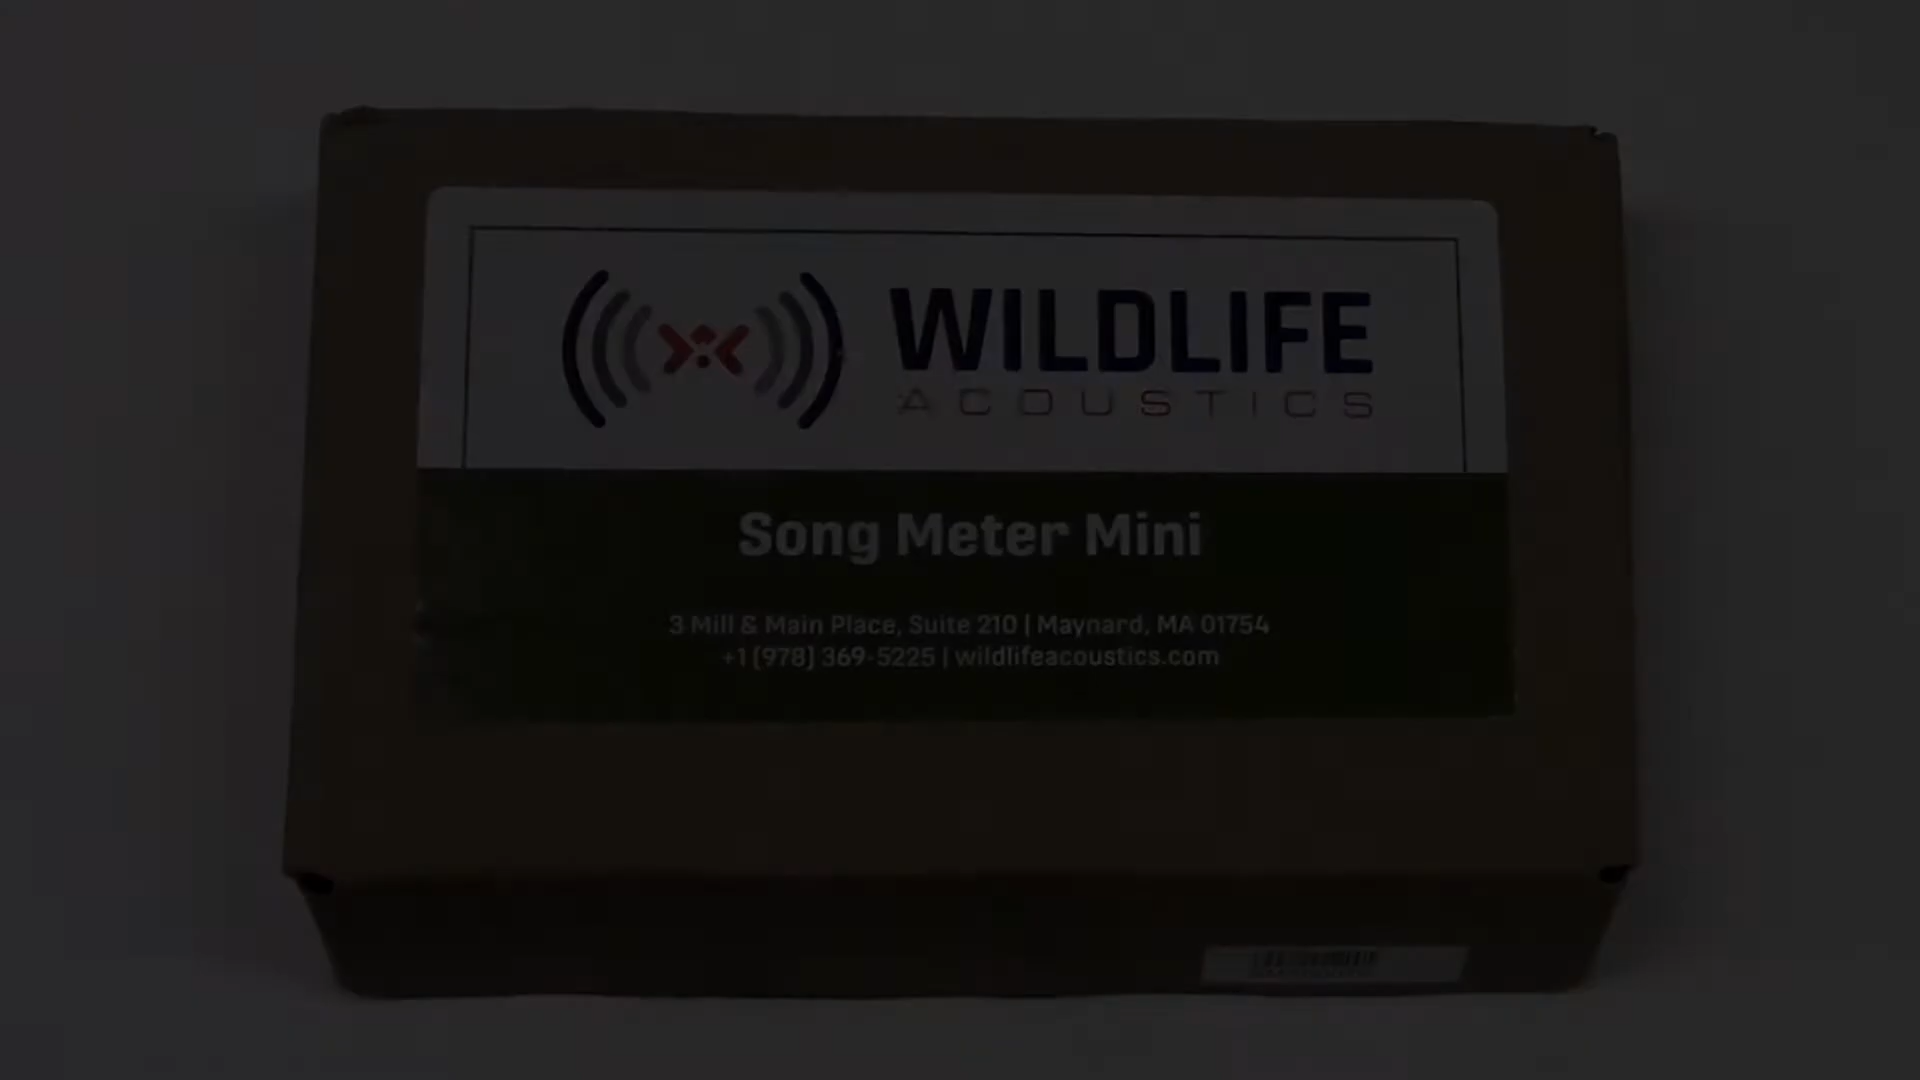 WILDLIFE
ACOUSTICS
Song Meter Mini
3 Mill & Main Place, Suite 210 | Maynard, MA 01754
+1 (978) 369-5225 | wildlifeacoustics.com